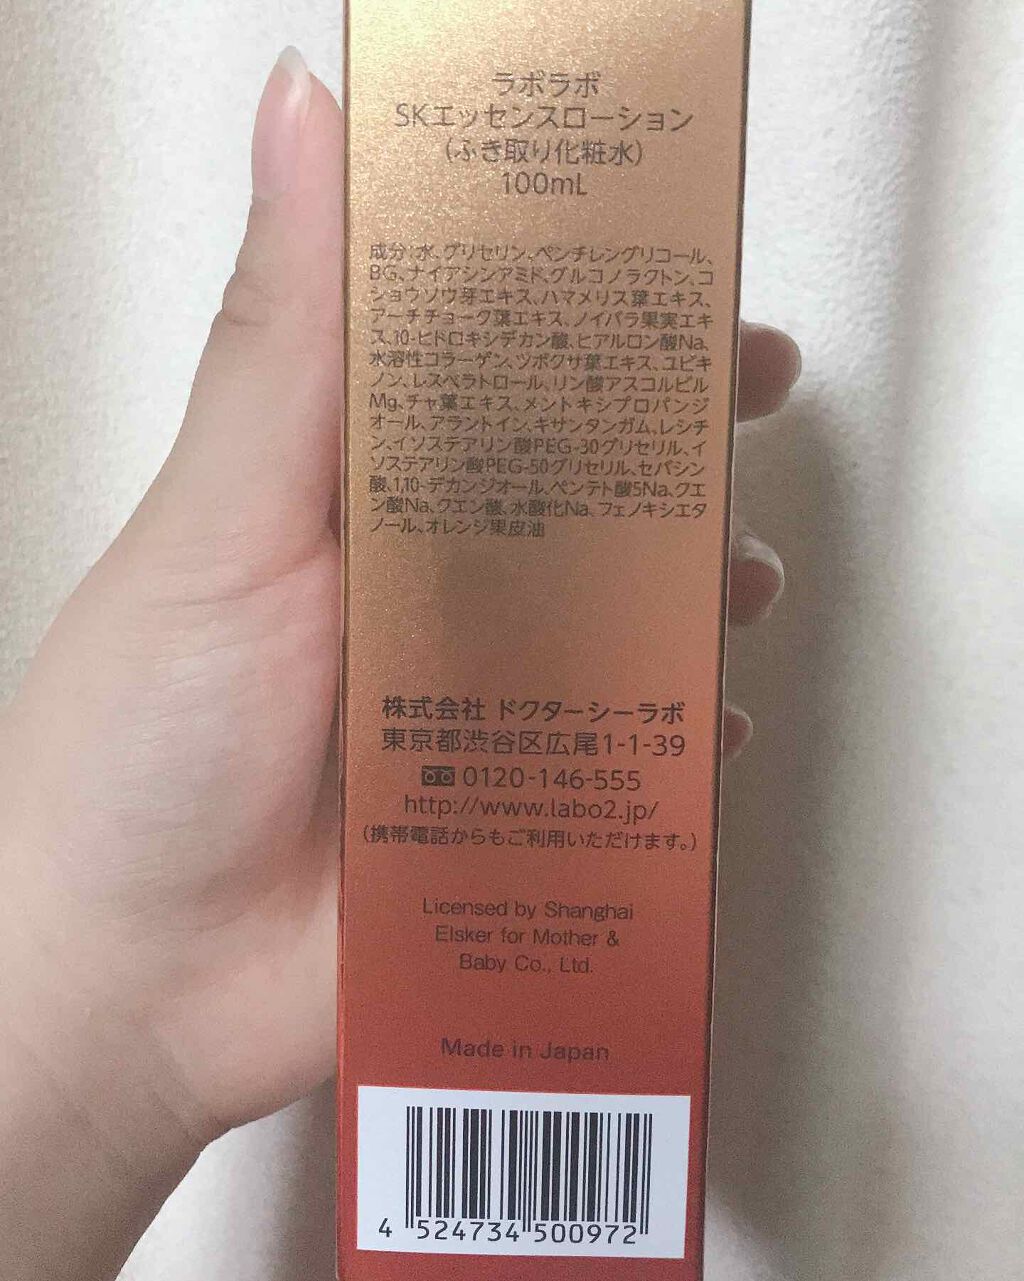 ラボラボ
SKエッセンスローション
(ふき取り化粧水)
100mL
成分:水、グリセリン、ペンチレングリコール、
BG、ナイアシンアミド、グルコノラクトン、コ
ショウソウ芽エキス、ハマメリス葉エキス、
アーチチョーク葉エキス、ノイバラ果実エキ
ス、10-ヒドロキシデカン酸、ヒアルロン酸Na、
水溶性コラーゲン、ツボクサ葉エキス、ユビキ
ノン、レスベラトロール、リン酸アスコルビル
Mg、チャ葉エキス、メントキシプロパンジ
オール、アラントイン、キサンタンガム、レシチ
ン、イソステアリン酸PEG-30グリセリル、イ
ソステアリン酸PEG-50グリセリル、セバシン
酸、1,10-デカンジオール、ペンテト酸5Na、クエ
ン酸Na、クエン酸、水酸化Na、フェノキシエタ
ノール、オレンジ果皮油
株式会社 ドクターシーラボ
東京都渋谷区広尾1-1-39
0120-146-555
http://www.labo2.jp/
(携帯電話からもご利用いただけます。)
Licensed by Shanghai
Elsker for Mother &
Baby Co., Ltd.
Made in Japan
4 524734 500972